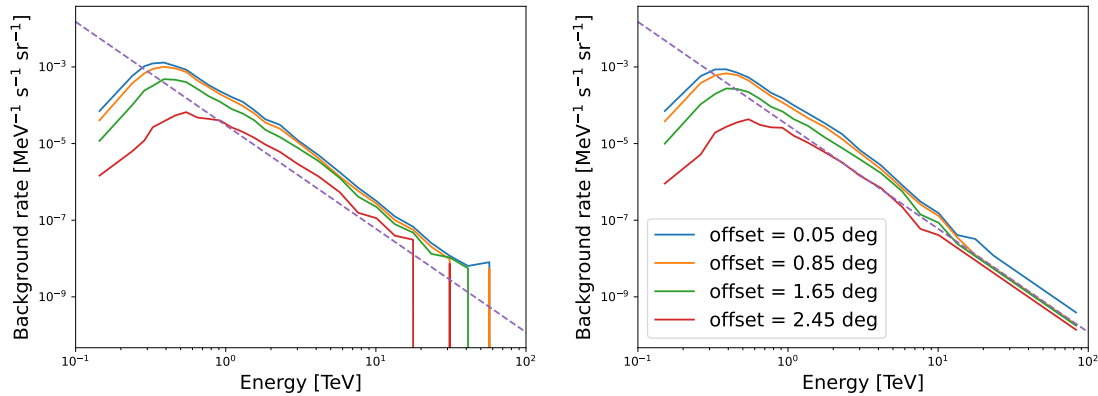 Background rate [MeV⁻¹ s⁻¹ sr⁻¹]
10⁻³
10⁻⁵
10⁻⁷
10⁻⁹
10⁻¹ 10⁰ 10¹ 10²
Energy [TeV]
Background rate [MeV⁻¹ s⁻¹ sr⁻¹]
10⁻³
10⁻⁵
10⁻⁷
10⁻⁹
offset = 0.05 deg
offset = 0.85 deg
offset = 1.65 deg
offset = 2.45 deg
10⁻¹ 10⁰ 10¹ 10²
Energy [TeV]